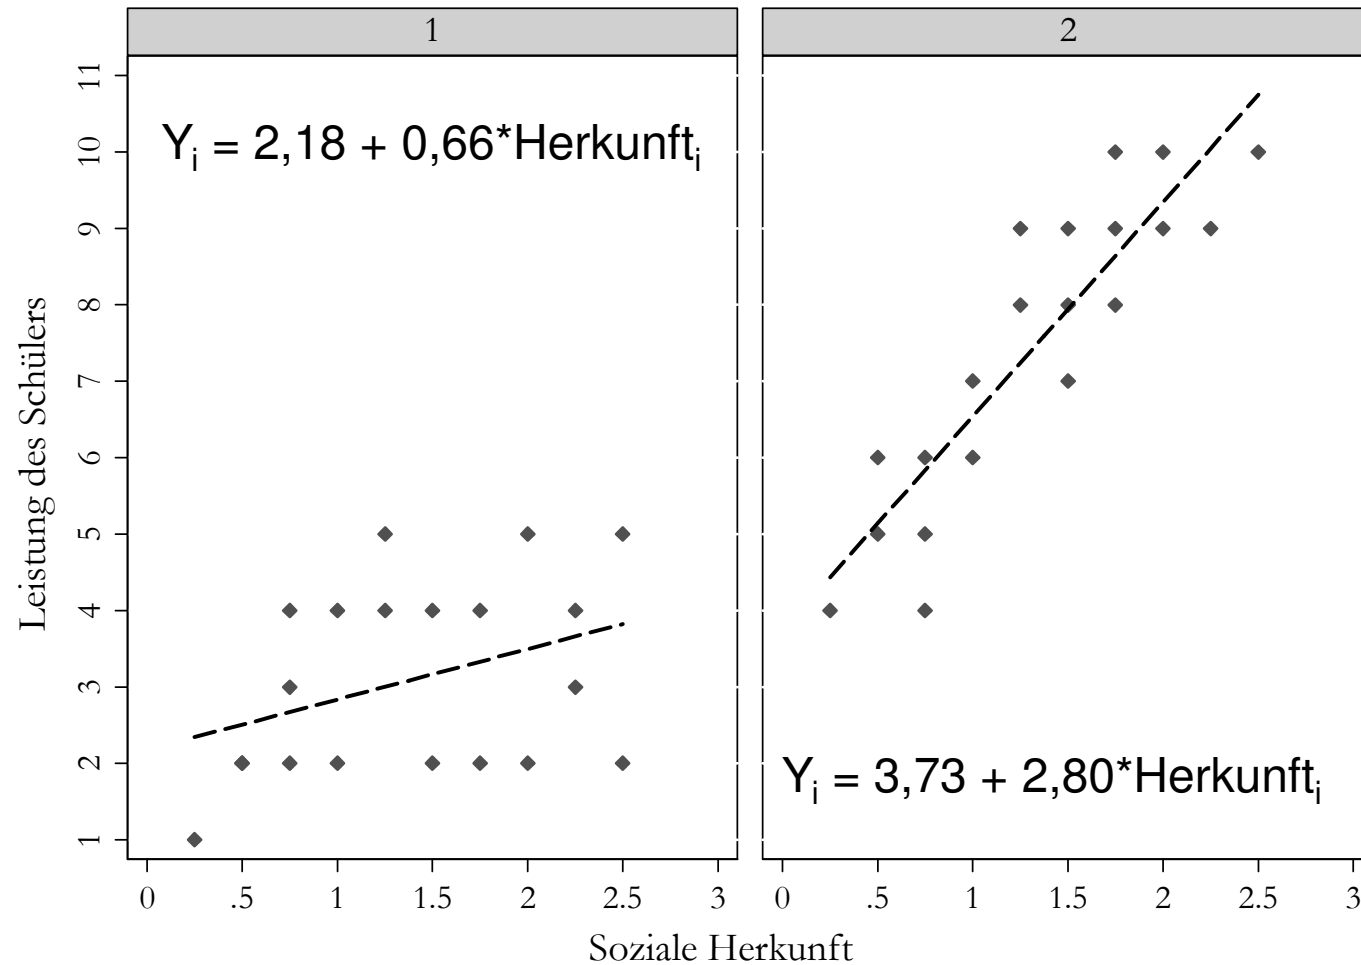 1
2
Leistung des Schülers
11
10
9
8
7
6
5
4
3
2
1
Yi = 2,18 + 0,66*Herkunfti
Yi = 3,73 + 2,80*Herkunfti
0 .5 1 1.5 2 2.5 3
0 .5 1 1.5 2 2.5 3
Soziale Herkunft